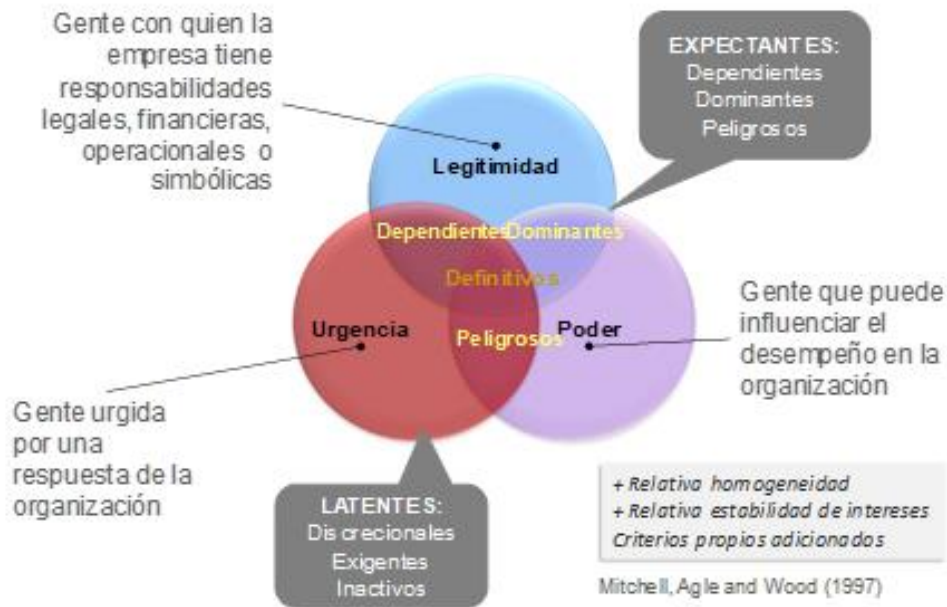 Gente con quien la
empresa tiene
responsabilidades
legales, financieras,
operacionales o
simbólicas
EXPECTANTES:
Dependientes
Dominantes
Peligrosos
Legitimidad
Dependientes
Dominantes
Definitivos
Urgencia
Peligrosos
Poder
Gente que puede
influenciar el
desempeño en la
organización
Gente urgida
por una
respuesta de la
organización
LATENTES:
Discrecionales
Exigentes
Inactivos
+ Relativa homogeneidad
+ Relativa estabilidad de intereses
Criterios propios adicionados
Mitchell, Agle and Wood (1997)